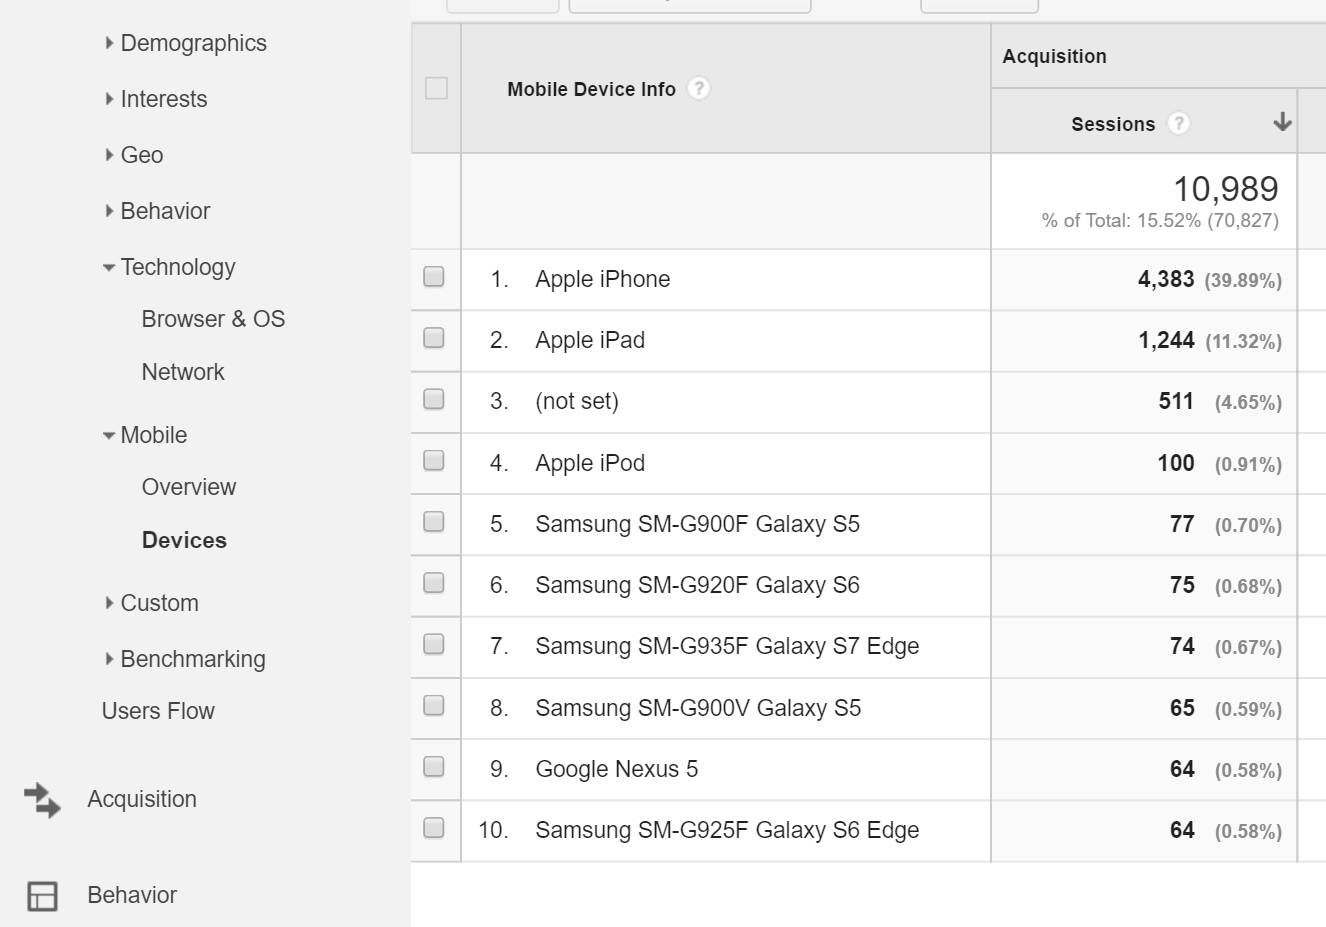 Demographics
Interests
Geo
Behavior
Technology
Browser & OS
Network
Mobile
Overview
Devices
Custom
Benchmarking
Users Flow
Acquisition
Behavior
Mobile Device Info ?
Acquisition
Sessions ?
10,989
% of Total: 15.52% (70,827)
1. Apple iPhone 4,383 (39.89%)
2. Apple iPad 1,244 (11.32%)
3. (not set) 511 (4.65%)
4. Apple iPod 100 (0.91%)
5. Samsung SM-G900F Galaxy S5 77 (0.70%)
6. Samsung SM-G920F Galaxy S6 75 (0.68%)
7. Samsung SM-G935F Galaxy S7 Edge 74 (0.67%)
8. Samsung SM-G900V Galaxy S5 65 (0.59%)
9. Google Nexus 5 64 (0.58%)
10. Samsung SM-G925F Galaxy S6 Edge 64 (0.58%)